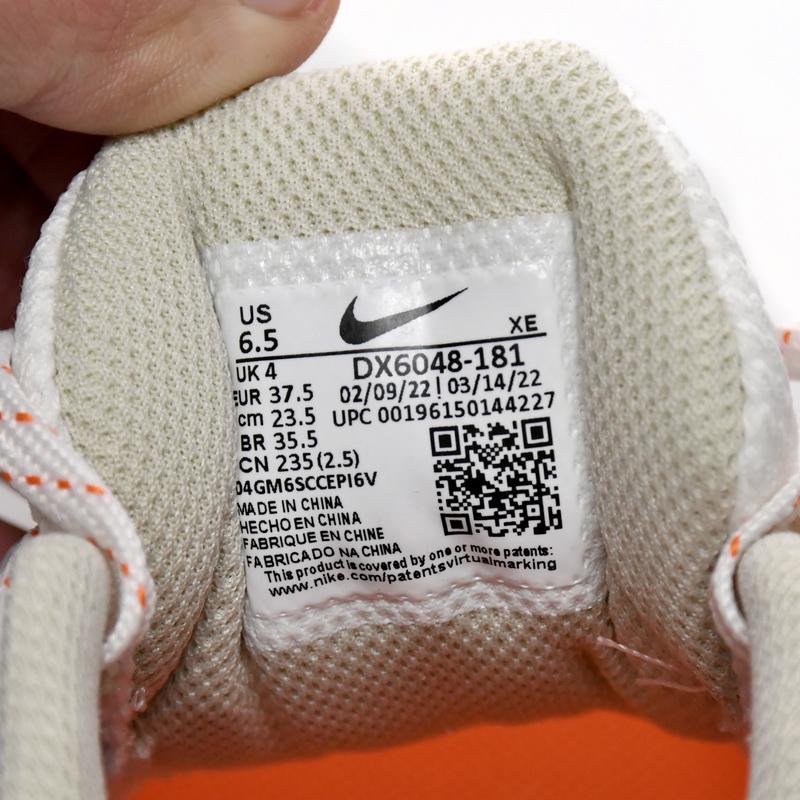 US
6.5
XE
UK 4
DX6048-181
EUR 37.5
02/09/22 | 03/14/22
cm 23.5
UPC 00196150144227
BR 35.5
CN 235 (2.5)
04GM6SCCEPI6V
MADE IN CHINA
HECHO EN CHINA
FABRIQUE EN CHINE
FABRICADO NA CHINA
This product is covered by one or more patents:
www.nike.com/patentsvirtualmarking